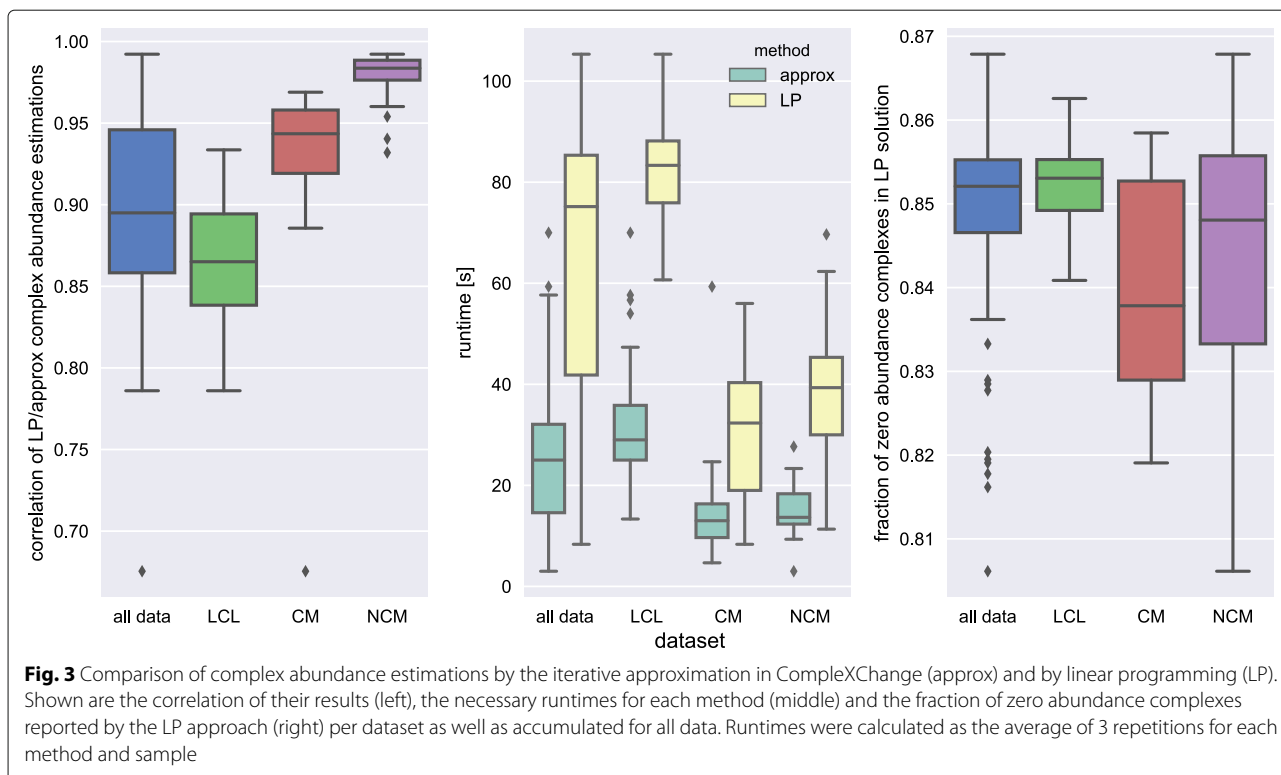 correlation of LP/approx complex abundance estimations
1.00
0.95
0.90
0.85
0.80
0.75
0.70
all data LCL CM NCM
runtime [s]
100
80
60
40
20
0
method
approx
LP
all data LCL CM NCM
dataset
fraction of zero abundance complexes in LP solution
0.87
0.86
0.85
0.84
0.83
0.82
0.81
all data LCL CM NCM
Fig. 3 Comparison of complex abundance estimations by the iterative approximation in CompleXChange (approx) and by linear programming (LP).
Shown are the correlation of their results (left), the necessary runtimes for each method (middle) and the fraction of zero abundance complexes
reported by the LP approach (right) per dataset as well as accumulated for all data. Runtimes were calculated as the average of 3 repetitions for each
method and sample